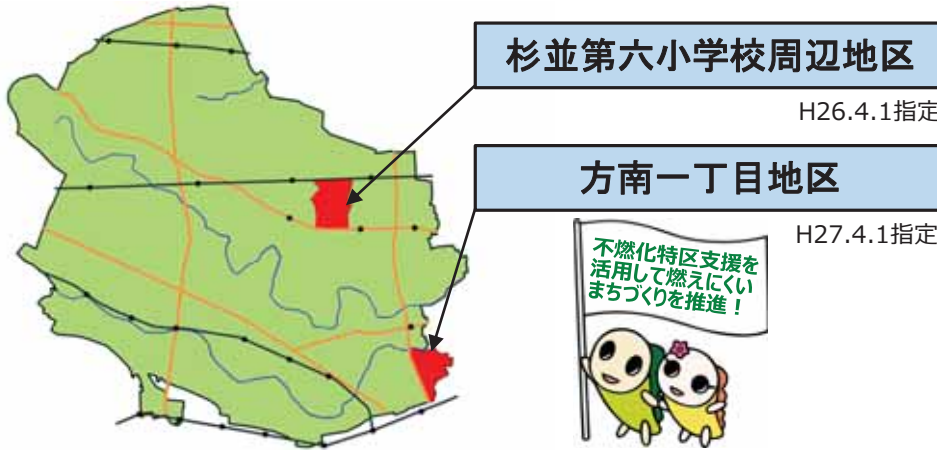 杉並第六小学校周辺地区
H26.4.1指定
方南一丁目地区
H27.4.1指定
不燃化特区支援を
活用して燃えにくい
まちづくりを推進！